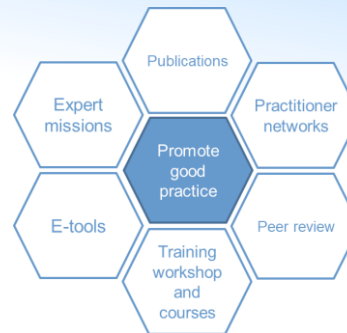 Publications
Expert
missions
Practitioner
networks
Promote
good
practice
E-tools
Peer review
Training
workshop
and
courses